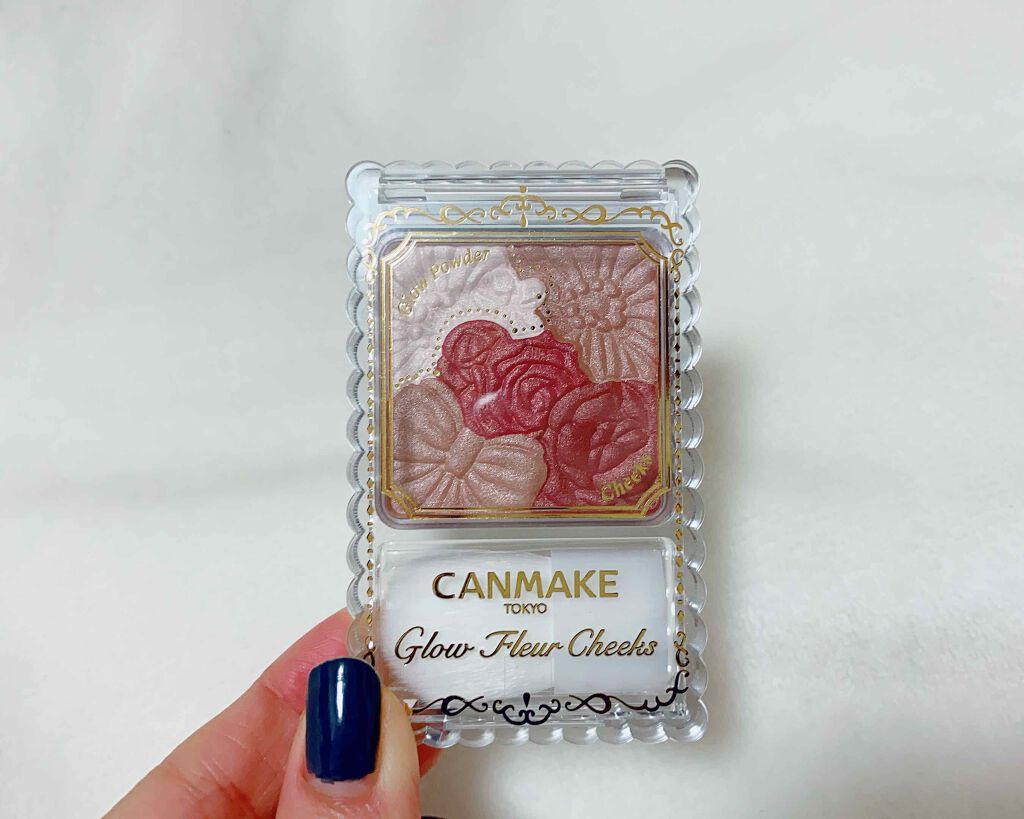 Glow Powder
Cheeks
CANMAKE
TOKYO
Glow Fleur Cheeks